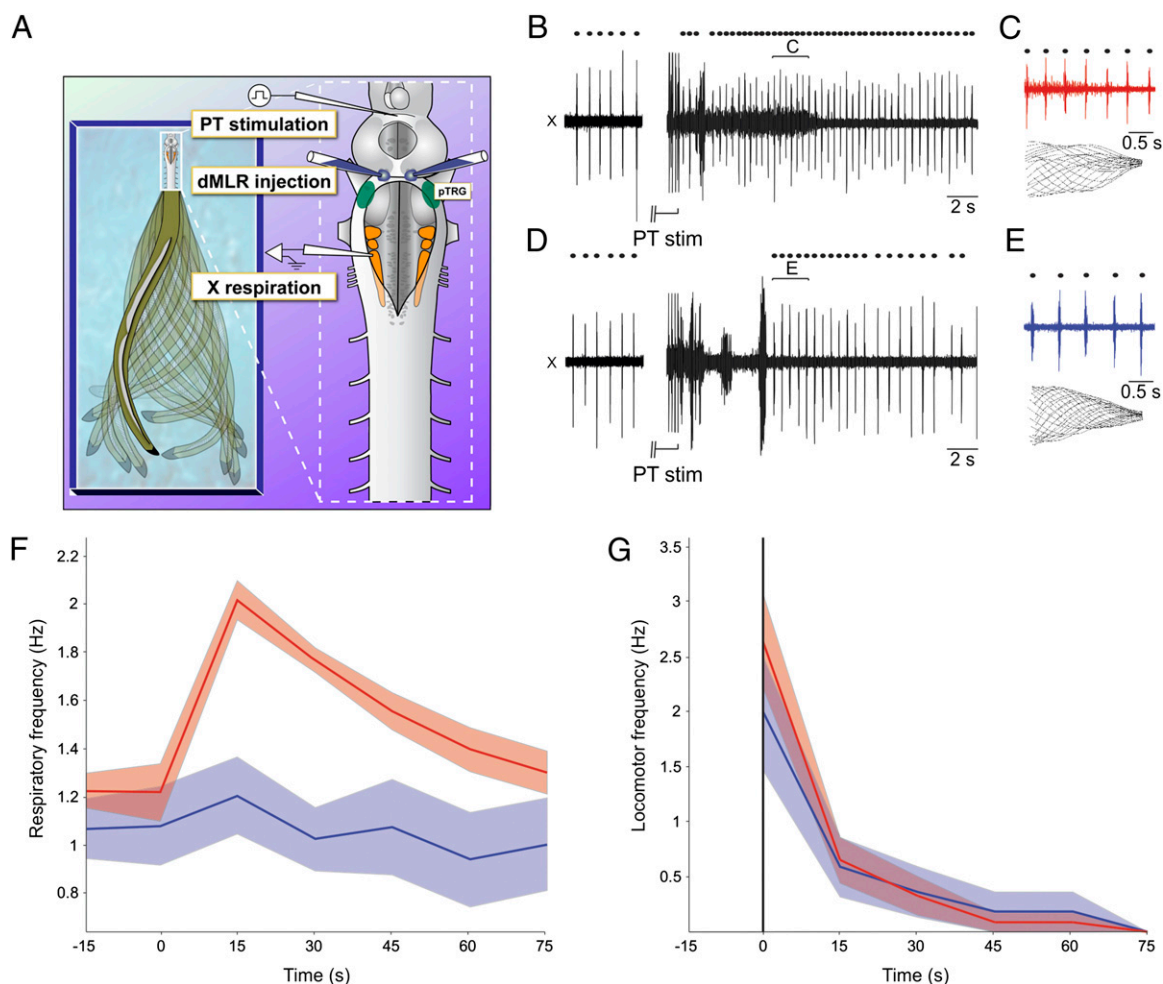 A
PT stimulation
dMLR injection
pTRG
X respiration
B
C
X
PT stim
2 s
C
0.5 s
D
E
X
PT stim
2 s
E
0.5 s
F
Respiratory frequency (Hz)
2.2
2
1.8
1.6
1.4
1.2
1
0.8
-15 0 15 30 45 60 75
Time (s)
G
Locomotor frequency (Hz)
3.5
3
2.5
2
1.5
1
0.5
-15 0 15 30 45 60 75
Time (s)